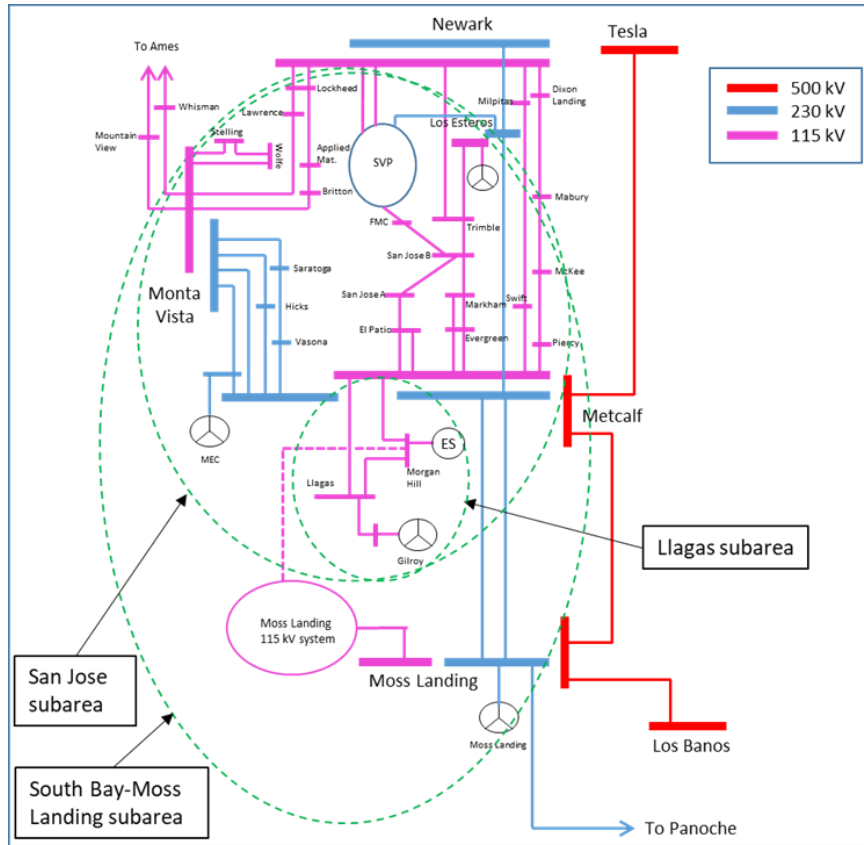 Newark
Tesla
To Ames
500 kV
230 kV
115 kV
Whisman
Lockheed
Lawrence
Dixon
Landing
Milpitas
Mountain
View
Stelling
Wolfe
Applied
Mat.
Britton
SVP
Los Esteros
Mabury
FMC
Trimble
San Jose B
Saratoga
McKee
Monta
Vista
Hicks
San Jose A
Markham
Swift
El Patio
Evergreen
Vasona
Piercy
Metcalf
MEC
ES
Morgan
Hill
Llagas
Gilroy
Llagas subarea
Moss Landing
115 kV system
San Jose
subarea
Moss Landing
Moss Landing
Los Banos
South Bay-Moss
Landing subarea
To Panoche